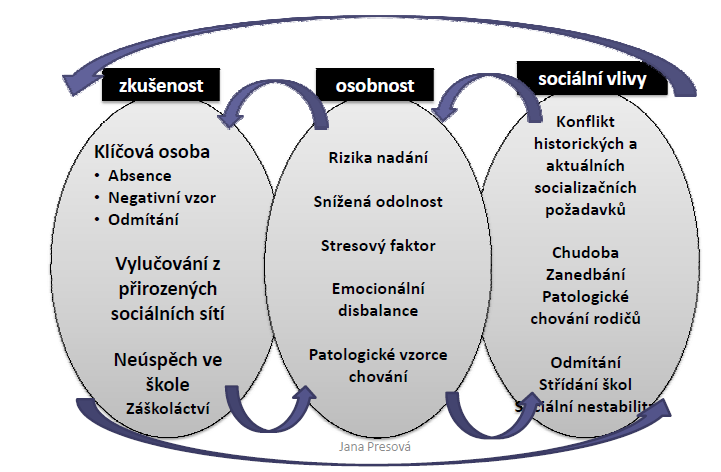 zkušenost
Klíčová osoba
• Absence
• Negativní vzor
• Odmítání
Vylučování z
přirozených
sociálních sítí
Neúspěch ve
škole
Záškoláctví
osobnost
Rizika nadání
Snížená odolnost
Stresový faktor
Emocionální
disbalance
Patologické vzorce
chování
sociální vlivy
Konflikt
historických a
aktuálních
socializačních
požadavků
Chudoba
Zanedbání
Patologické
chování rodičů
Odmítání
Střídání škol
Sociální nestabilita
Jana Presová